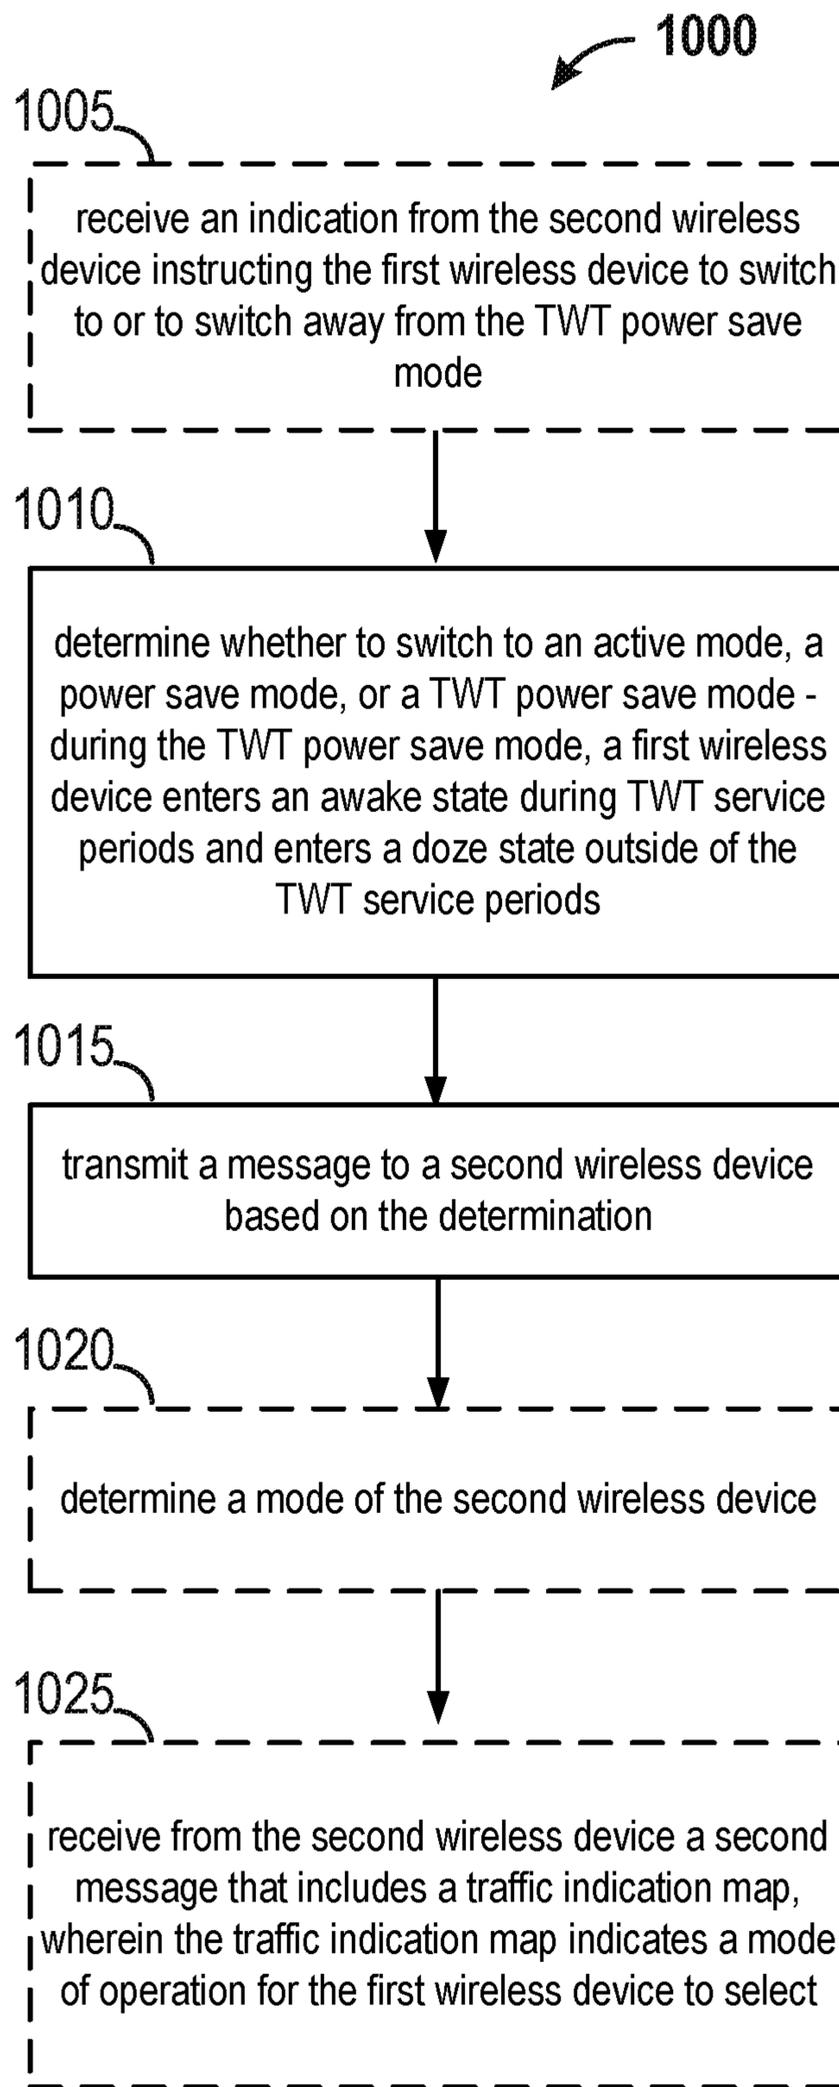 1000
1005
receive an indication from the second wireless
device instructing the first wireless device to switch
to or to switch away from the TWT power save
mode
1010
determine whether to switch to an active mode, a
power save mode, or a TWT power save mode -
during the TWT power save mode, a first wireless
device enters an awake state during TWT service
periods and enters a doze state outside of the
TWT service periods
1015
transmit a message to a second wireless device
based on the determination
1020
determine a mode of the second wireless device
1025
receive from the second wireless device a second
message that includes a traffic indication map,
wherein the traffic indication map indicates a mode
of operation for the first wireless device to select